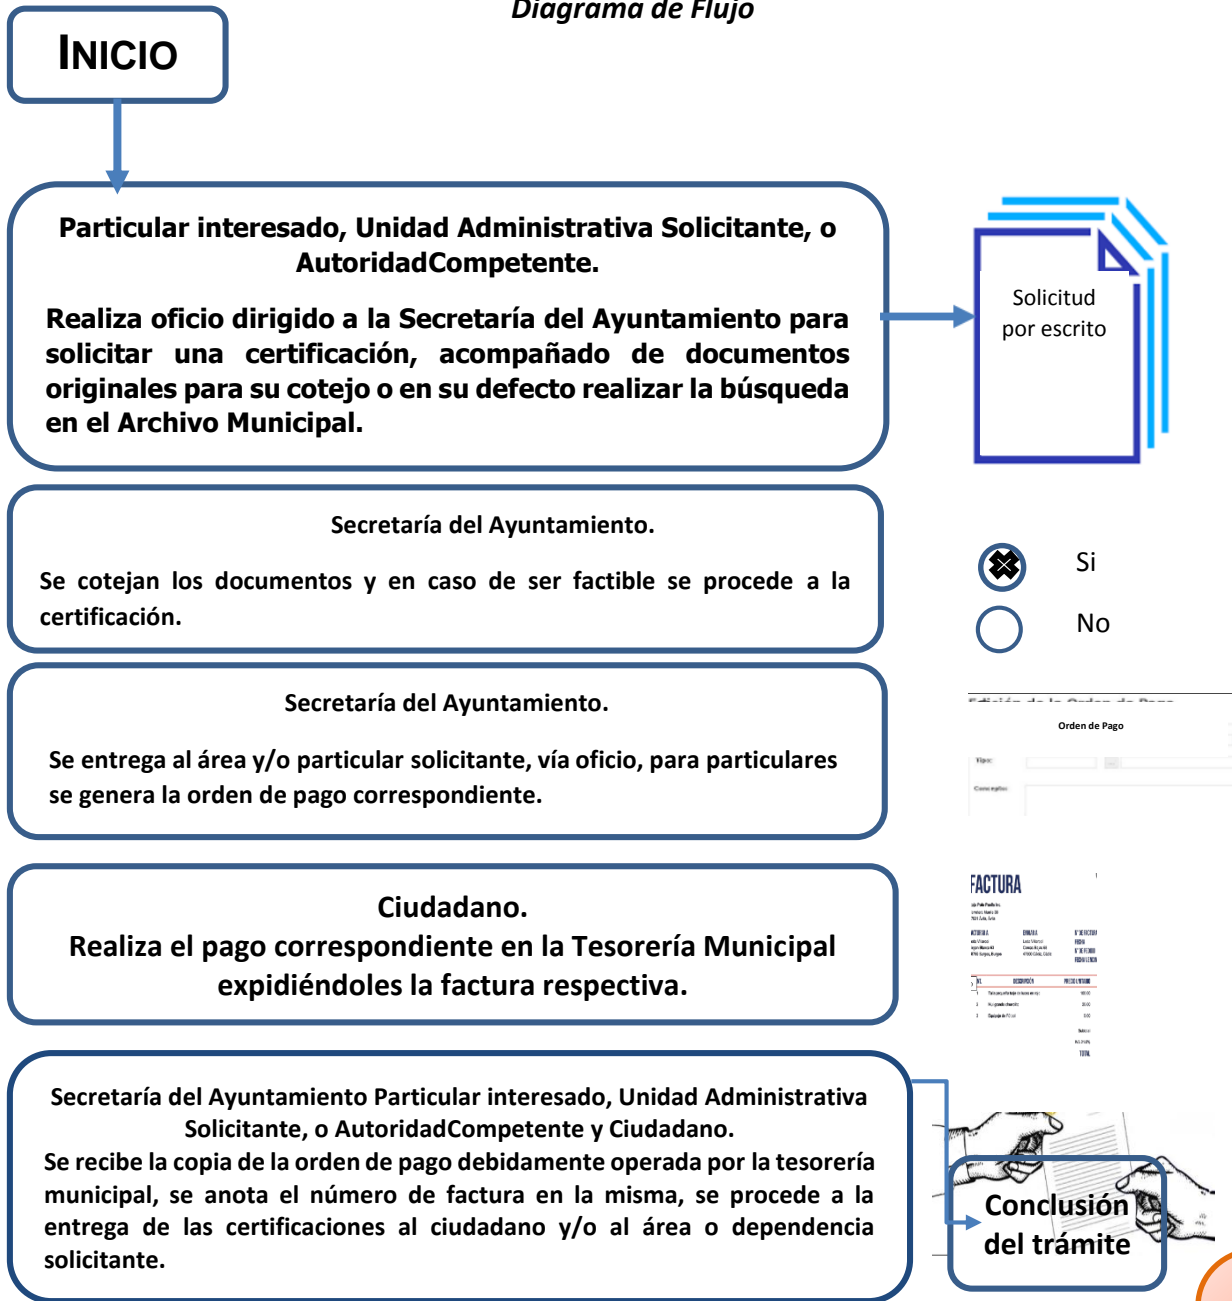 Diagrama de Flujo
INICIO
Particular interesado, Unidad Administrativa Solicitante, o
AutoridadCompetente.
Realiza oficio dirigido a la Secretaría del Ayuntamiento para
solicitar una certificación, acompañado de documentos
originales para su cotejo o en su defecto realizar la búsqueda
en el Archivo Municipal.
Solicitud
por escrito
Secretaría del Ayuntamiento.
Se cotejan los documentos y en caso de ser factible se procede a la
certificación.
Si
No
Secretaría del Ayuntamiento.
Se entrega al área y/o particular solicitante, vía oficio, para particulares
se genera la orden de pago correspondiente.
Orden de Pago
Tipo:
Concepto:
Ciudadano.
Realiza el pago correspondiente en la Tesorería Municipal
expidiéndoles la factura respectiva.
FACTURA
DESCRIPCIÓN
PRECIO UNITARIO
TOTAL
Secretaría del Ayuntamiento Particular interesado, Unidad Administrativa
Solicitante, o AutoridadCompetente y Ciudadano.
Se recibe la copia de la orden de pago debidamente operada por la tesorería
municipal, se anota el número de factura en la misma, se procede a la
entrega de las certificaciones al ciudadano y/o al área o dependencia
solicitante.
Conclusión
del trámite